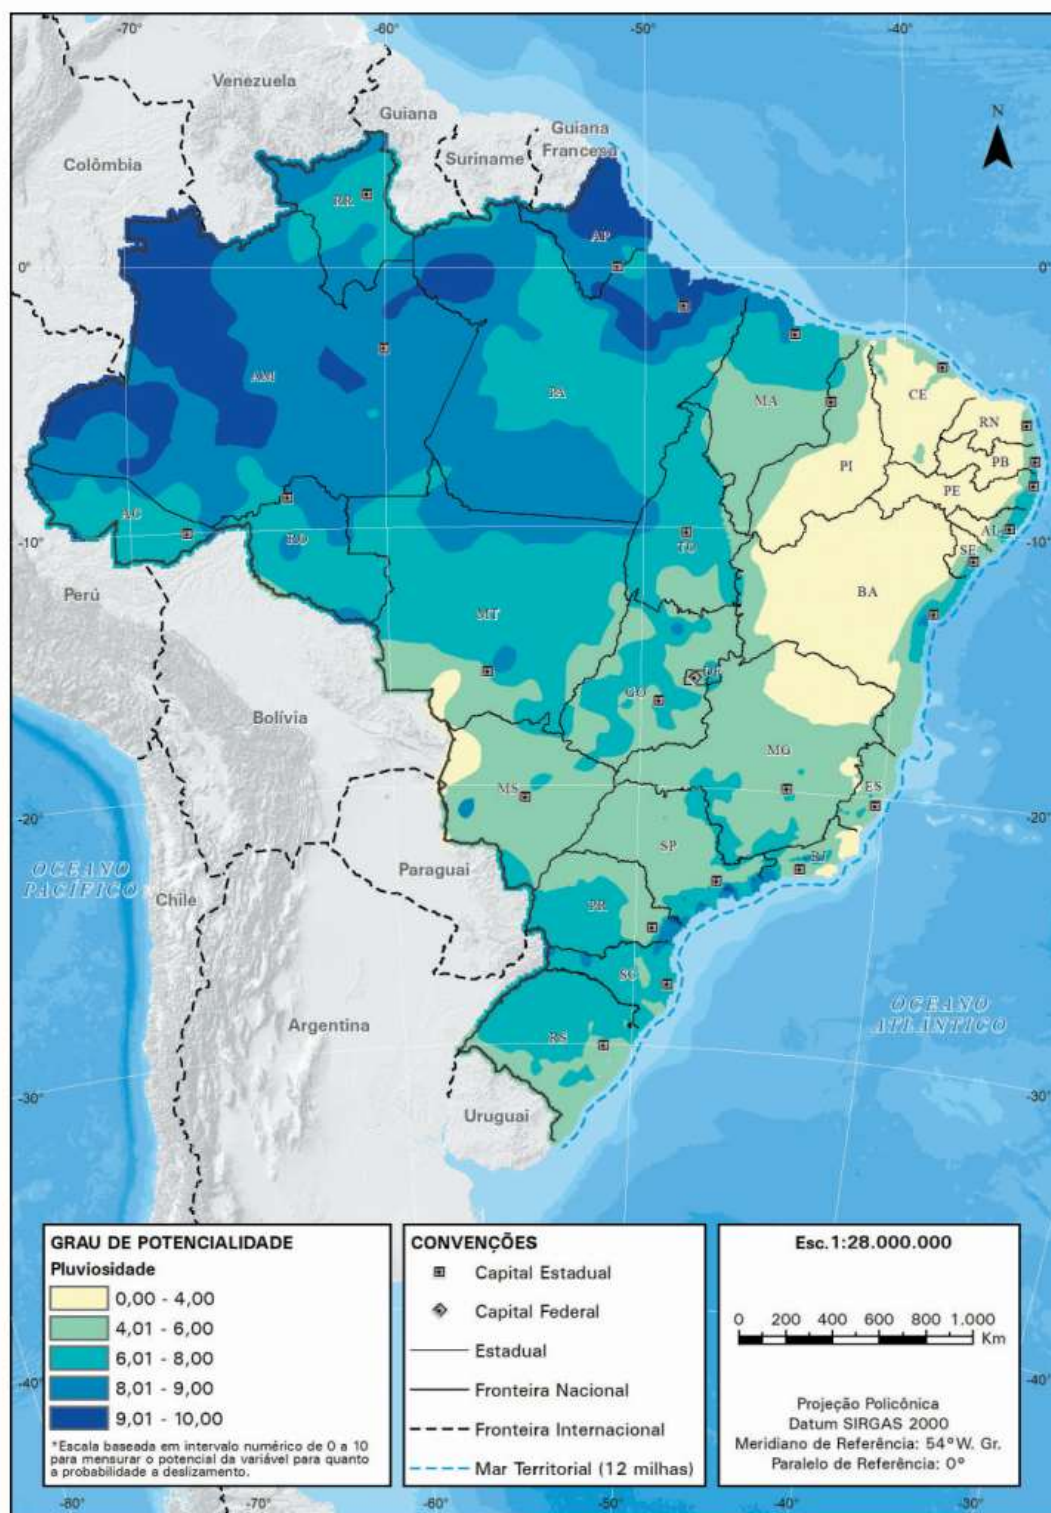 -70°
-60°
-50°
-40°
Venezuela
Guiana
Guiana
Francesa
Suriname
Colômbia
N
RR
AP
0°
0°
AM
PA
MA
CE
RN
PB
PI
PE
AC
RO
TO
AL
SE
-10°
-10°
Perú
MT
BA
DF
GO
Bolívia
MG
MS
ES
-20°
-20°
SP
RJ
OCEANO
PACÍFICO
Paraguai
Chile
PR
SC
OCEANO
ATLÂNTICO
Argentina
RS
-30°
-30°
Uruguai
GRAU DE POTENCIALIDADE
Pluviosidade
0,00 - 4,00
4,01 - 6,00
6,01 - 8,00
8,01 - 9,00
9,01 - 10,00
*Escala baseada em intervalo numérico de 0 a 10
para mensurar o potencial da variável para quanto
a probabilidade a deslizamento.
CONVENÇÕES
Capital Estadual
Capital Federal
Estadual
Fronteira Nacional
Fronteira Internacional
Mar Territorial (12 milhas)
Esc.1:28.000.000
0 200 400 600 800 1.000
Km
Projeção Policônica
Datum SIRGAS 2000
Meridiano de Referência: 54°W. Gr.
Paralelo de Referência: 0°
-40°
-40°
-80°
-70°
-60°
-50°
-40°
-30°